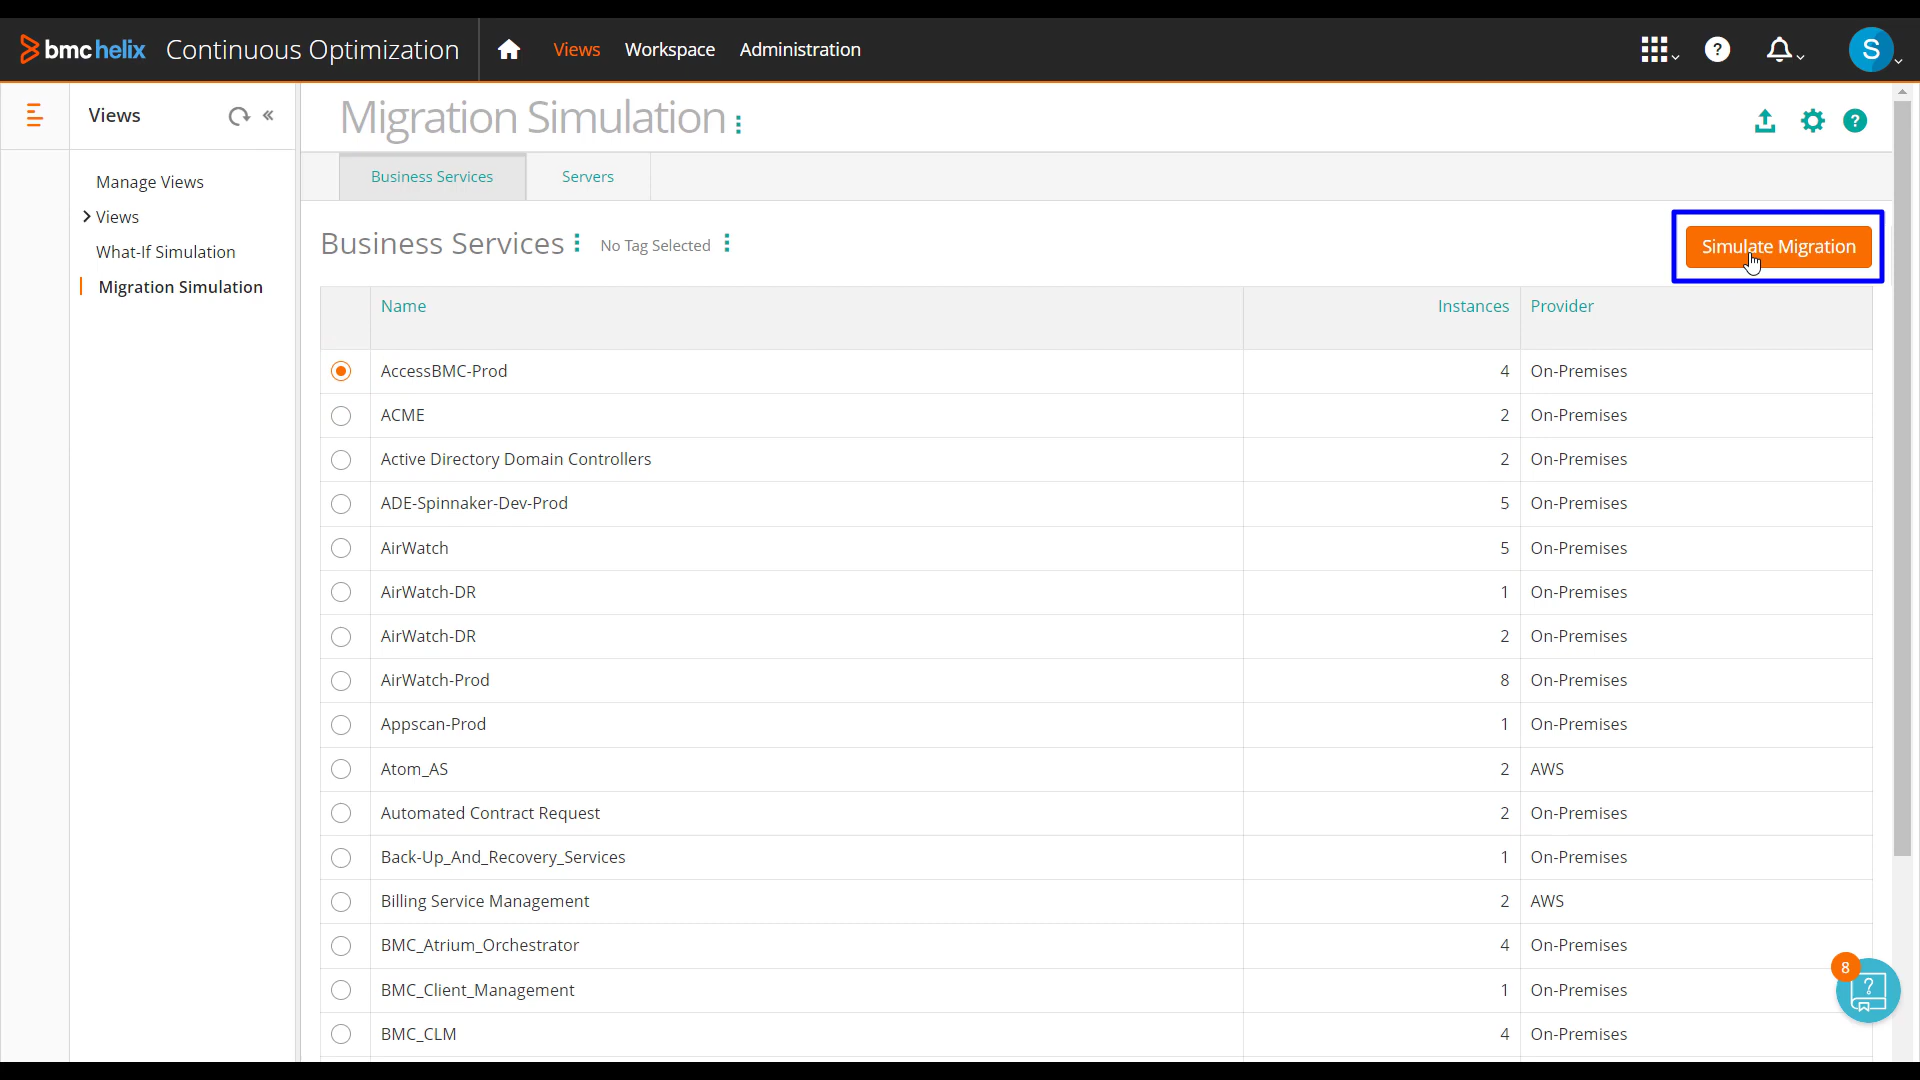 bmc helix Continuous Optimization Views Workspace Administration S
Views
Migration Simulation
Manage Views
Views
What-If Simulation
Migration Simulation
Business Services Servers
Business Services No Tag Selected Simulate Migration
Name Instances Provider
AccessBMC-Prod 4 On-Premises
ACME 2 On-Premises
Active Directory Domain Controllers 2 On-Premises
ADE-Spinnaker-Dev-Prod 5 On-Premises
AirWatch 5 On-Premises
AirWatch-DR 1 On-Premises
AirWatch-DR 2 On-Premises
AirWatch-Prod 8 On-Premises
Appscan-Prod 1 On-Premises
Atom_AS 2 AWS
Automated Contract Request 2 On-Premises
Back-Up_And_Recovery_Services 1 On-Premises
Billing Service Management 2 AWS
BMC_Atrium_Orchestrator 4 On-Premises
8
BMC_Client_Management 1 On-Premises
BMC_CLM 4 On-Premises